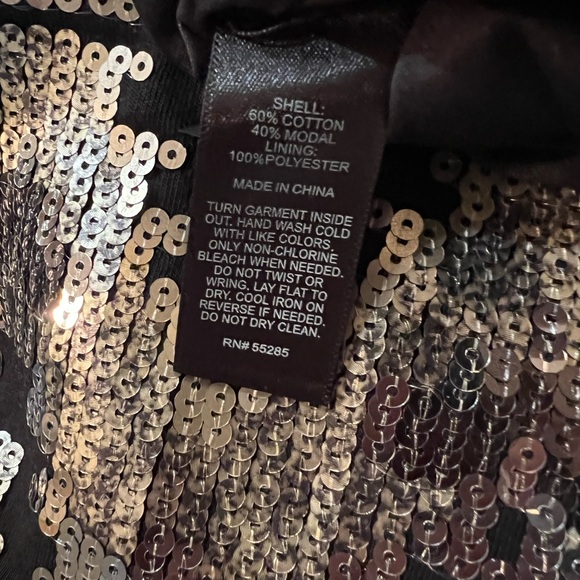 SHELL:
60% COTTON
40% MODAL
LINING:
100%POLYESTER
MADE IN CHINA
TURN GARMENT INSIDE
OUT. HAND WASH COLD
WITH LIKE COLORS.
ONLY NON-CHLORINE
BLEACH WHEN NEEDED.
DO NOT TWIST OR
WRING. LAY FLAT TO
DRY. COOL IRON ON
REVERSE IF NEEDED.
DO NOT DRY CLEAN.
RN# 55285